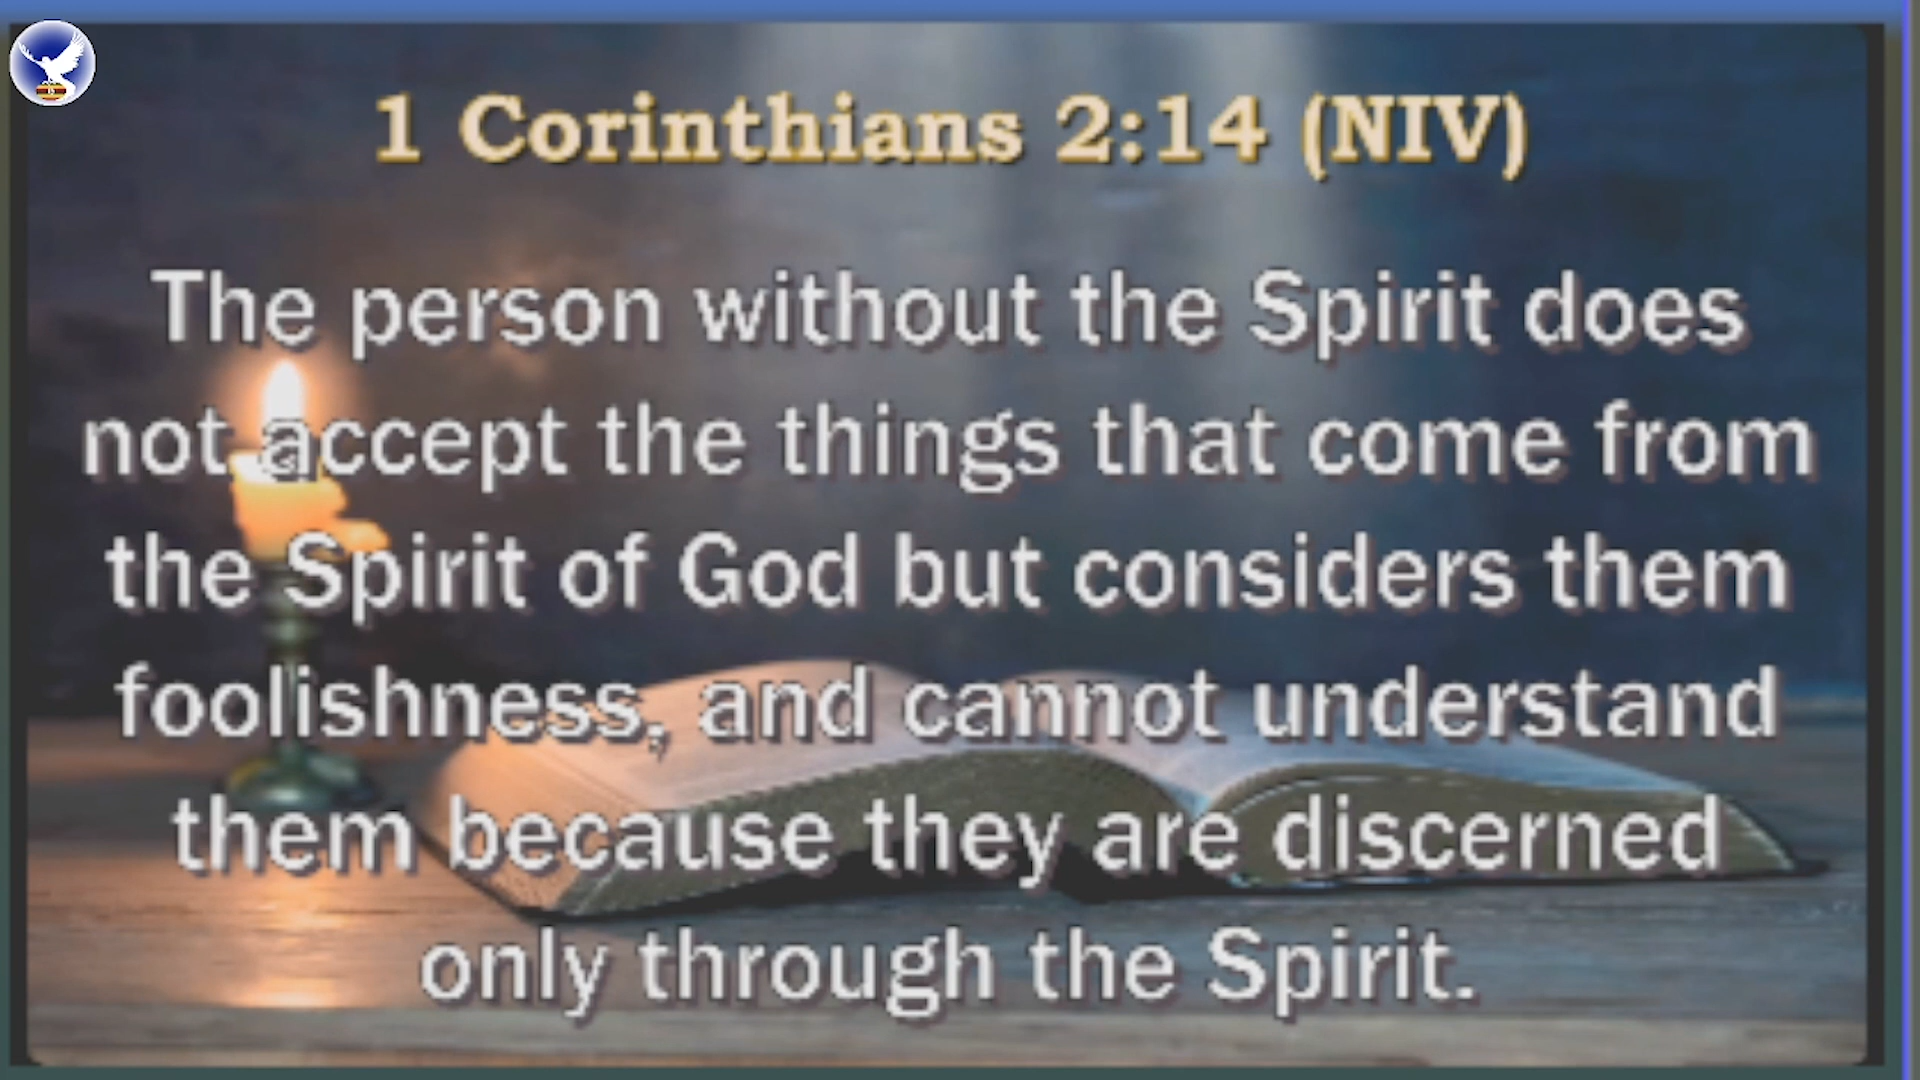 1 Corinthians 2:14 (NIV)
The person without the Spirit does
not accept the things that come from
the Spirit of God but considers them
foolishness, and cannot understand
them because they are discerned
only through the Spirit.